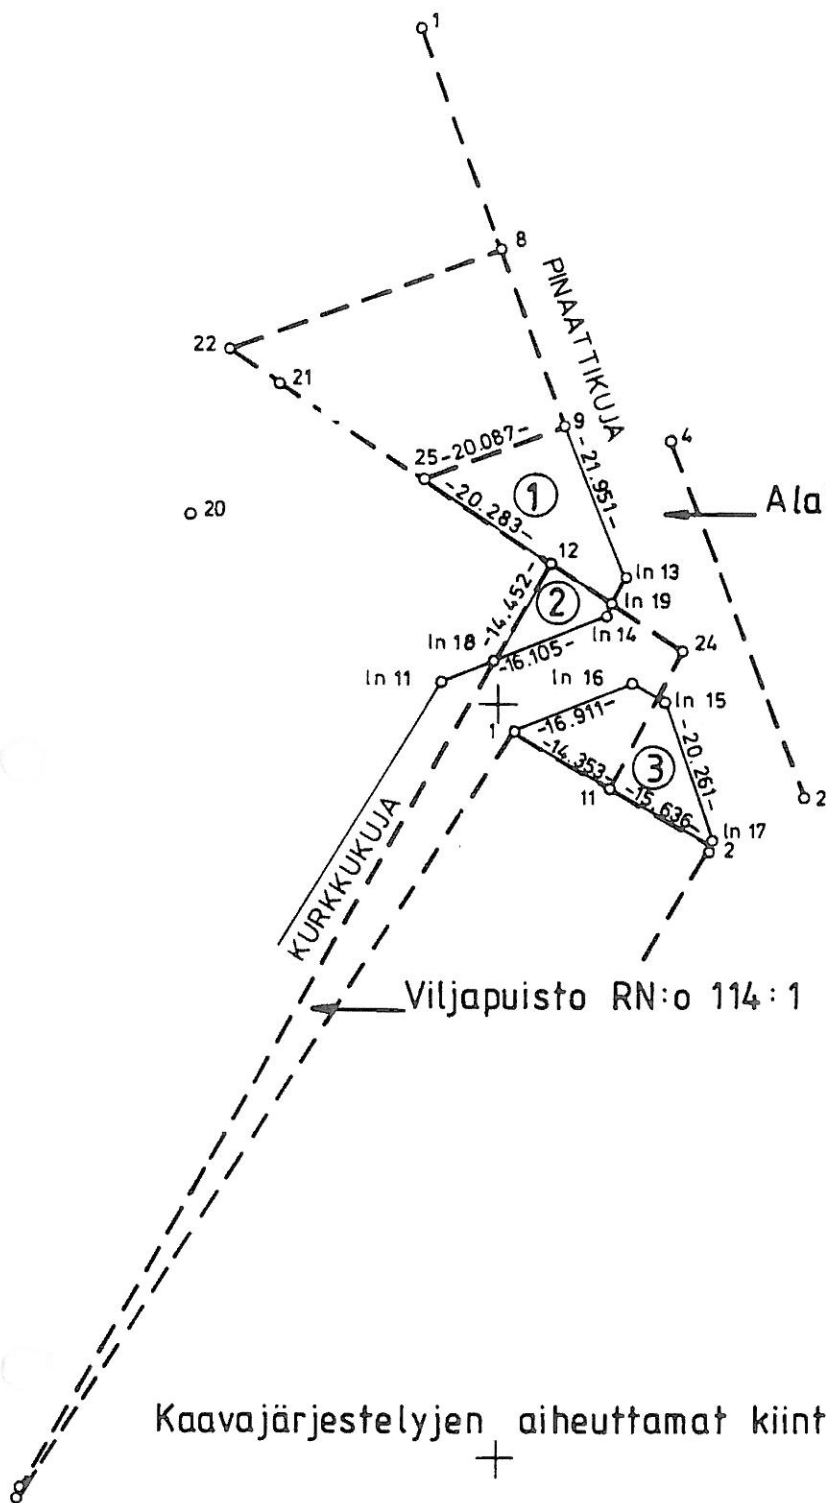 1
8
PINAATTIKUJA
22
21
9
4
25
-20.087-
-21.951-
-20.283-
1
20
Ala
12
ln 13
-14.452-
2
ln 19
ln 14
24
ln 18
-16.105-
ln 11
ln 16
ln 15
-16.911-
1
-20.261-
3
-14.353-
11
-15.636-
2
ln 17
2
KURKKUKUJA
Viljapuisto RN:o 114:1
Kaavajärjestelyjen aiheuttamat kiint